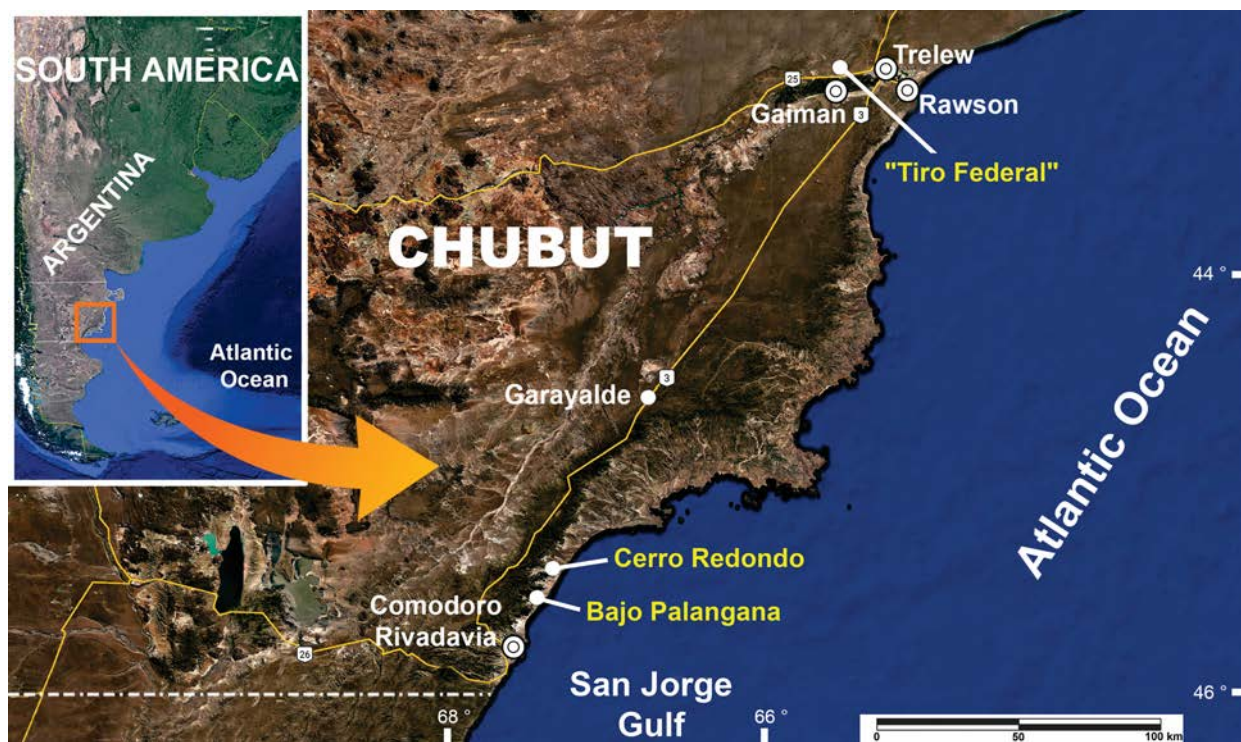 SOUTH AMERICA
ARGENTINA
Atlantic
Ocean
Trelew
25
Gaiman
3
Rawson
"Tiro Federal"
CHUBUT
44 °
Atlantic Ocean
3
Garayalde
Cerro Redondo
Comodoro
Rivadavia
Bajo Palangana
26
San Jorge
Gulf
46 °
68 °
66 °
0 50 100 km